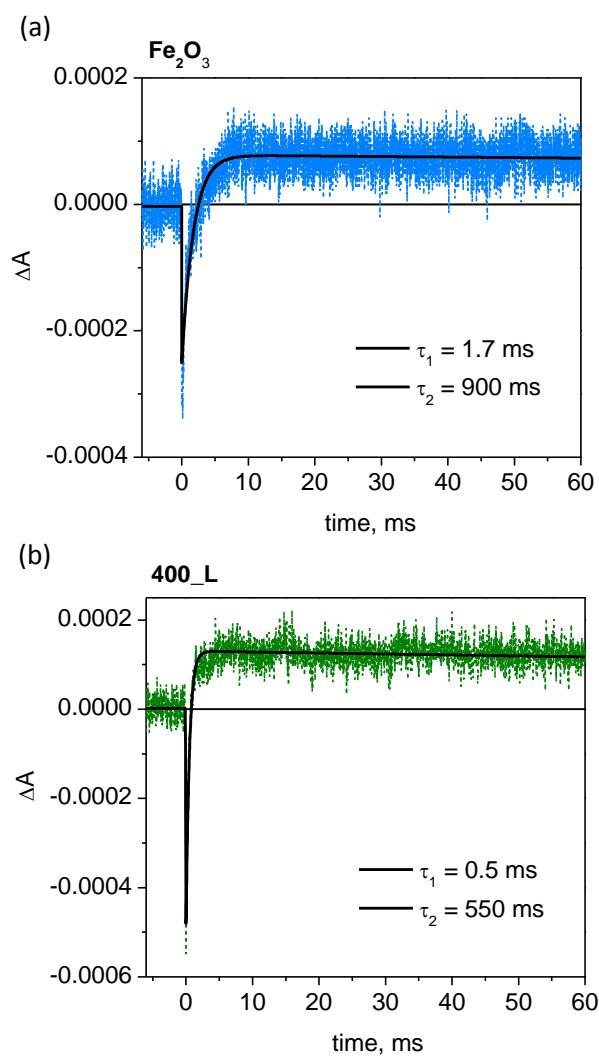 (a)
Fe₂O₃
0.0002
0.0000
-0.0002
-0.0004
ΔA
τ₁ = 1.7 ms
τ₂ = 900 ms
0 10 20 30 40 50 60
time, ms
(b)
400_L
0.0002
0.0000
-0.0002
-0.0004
-0.0006
ΔA
τ₁ = 0.5 ms
τ₂ = 550 ms
0 10 20 30 40 50 60
time, ms